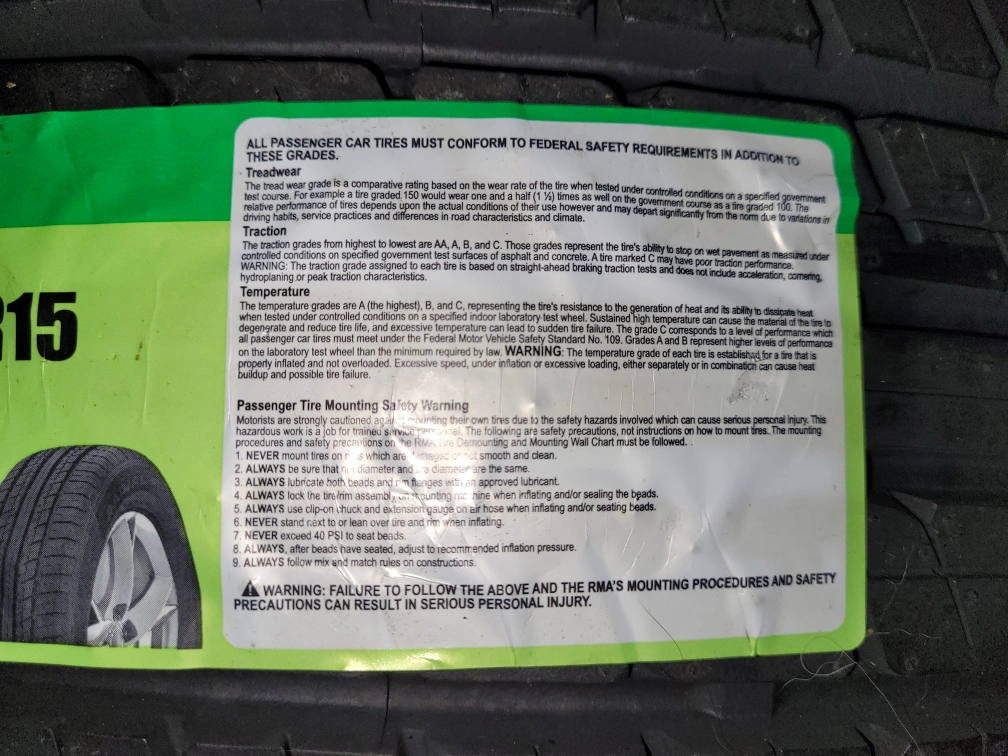 ALL PASSENGER CAR TIRES MUST CONFORM TO FEDERAL SAFETY REQUIREMENTS IN ADDITION TO
THESE GRADES.
Treadwear
The tread wear grade is a comparative rating based on the wear rate of the tire when tested under controlled conditions on a specified government
test course. For example a tire graded 150 would wear one and a half (1 ½) times as well on the government course as a tire graded 100. The
relative performance of tires depends upon the actual conditions of their use however and may depart significantly from the norm due to variations in
driving habits, service practices and differences in road characteristics and climate.
Traction
The traction grades from highest to lowest are AA, A, B, and C. Those grades represent the tire's ability to stop on wet pavement as measured under
controlled conditions on specified government test surfaces of asphalt and concrete. A tire marked C may have poor traction performance.
WARNING: The traction grade assigned to each tire is based on straight-ahead braking traction tests and does not include acceleration, cornering,
hydroplaning or peak traction characteristics.
Temperature
The temperature grades are A (the highest), B, and C, representing the tire's resistance to the generation of heat and its ability to dissipate heat
when tested under controlled conditions on a specified indoor laboratory test wheel. Sustained high temperature can cause the material of the tire to
degenerate and reduce tire life, and excessive temperature can lead to sudden tire failure. The grade C corresponds to a level of performance which
all passenger car tires must meet under the Federal Motor Vehicle Safety Standard No. 109. Grades A and B represent higher levels of performance
on the laboratory test wheel than the minimum required by law. WARNING: The temperature grade of each tire is established for a tire that is
properly inflated and not overloaded. Excessive speed, under inflation or excessive loading, either separately or in combination can cause heat
buildup and possible tire failure.
R15
Passenger Tire Mounting Safety Warning
Motorists are strongly cautioned against mounting their own tires due to the safety hazards involved which can cause serious personal injury. This
hazardous work is a job for trained service personnel. The following are safety precautions, not instructions on how to mount tires. The mounting
procedures and safety precautions on the RMA Tire Demounting and Mounting Wall Chart must be followed.
1. NEVER mount tires on which are damaged or not smooth and clean.
2. ALWAYS be sure that rim diameter and tire diameter are the same.
3. ALWAYS lubricate both beads and rim flanges with an approved lubricant.
4. ALWAYS lock the tire/rim assembly on mounting machine when inflating and/or sealing the beads.
5. ALWAYS use clip-on chuck and extension gauge on air hose when inflating and/or seating beads.
6. NEVER stand next to or lean over tire and rim when inflating.
7. NEVER exceed 40 PSI to seat beads.
8. ALWAYS, after beads have seated, adjust to recommended inflation pressure.
9. ALWAYS follow mix and match rules on constructions.
WARNING: FAILURE TO FOLLOW THE ABOVE AND THE RMA'S MOUNTING PROCEDURES AND SAFETY
PRECAUTIONS CAN RESULT IN SERIOUS PERSONAL INJURY.